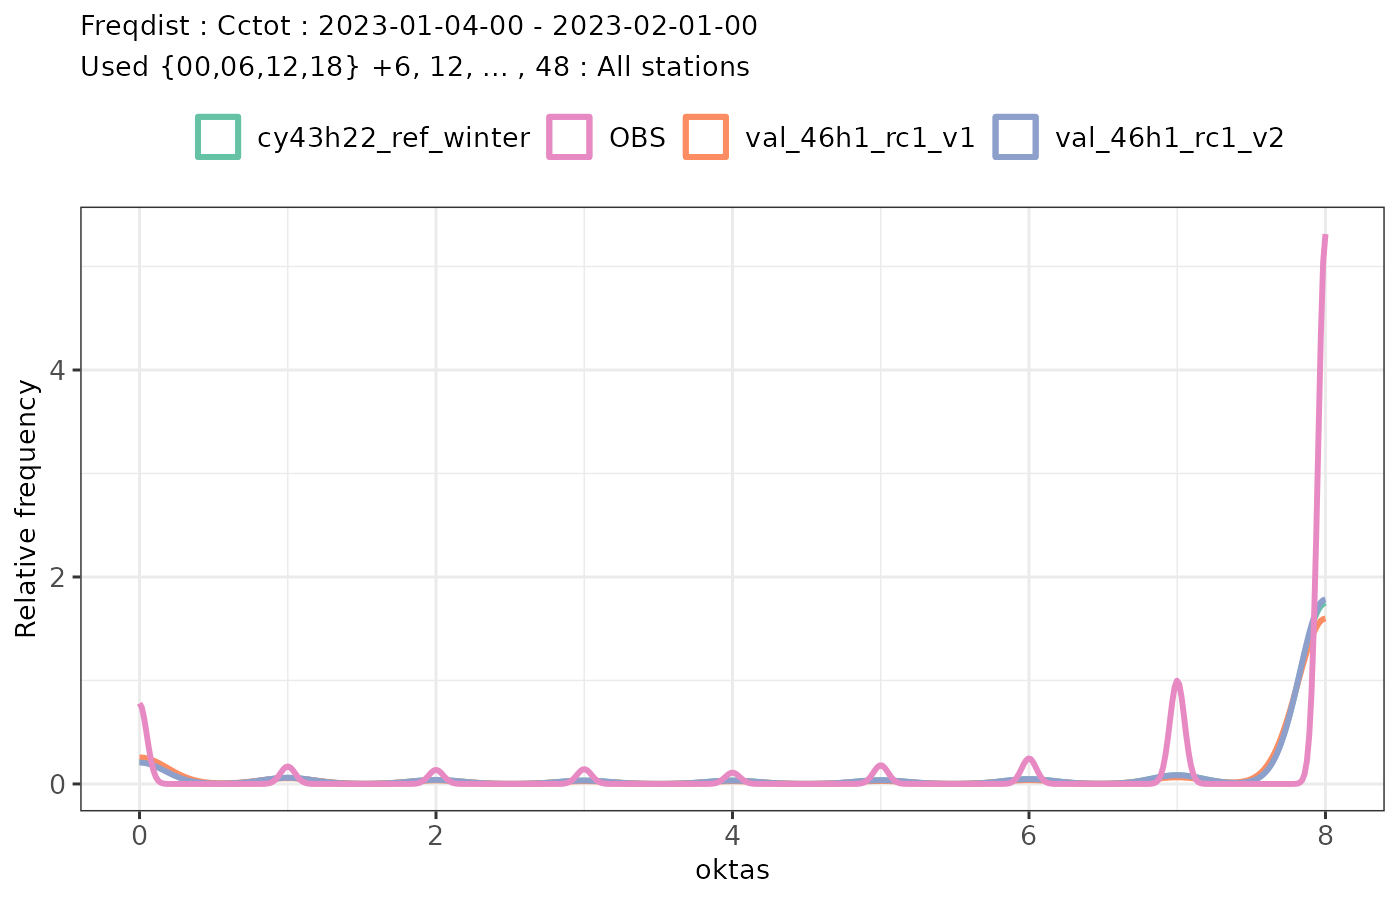 Freqdist : Cctot : 2023-01-04-00 - 2023-02-01-00
Used {00,06,12,18} +6, 12, ... , 48 : All stations
cy43h22_ref_winter OBS val_46h1_rc1_v1 val_46h1_rc1_v2
Relative frequency
4
2
0
0 2 4 6 8
oktas